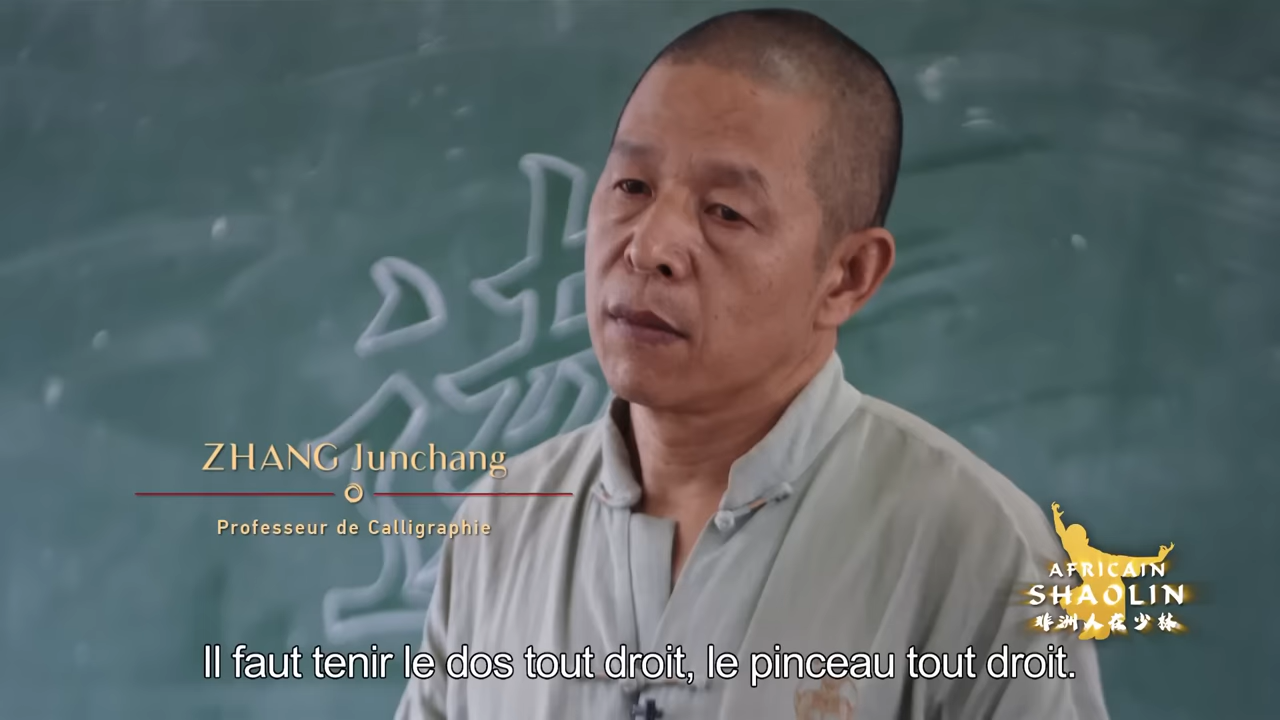 ZHANG Junchang
Professeur de Calligraphie
AFRICAIN
SHAOLIN
非洲人在少林
Il faut tenir le dos tout droit, le pinceau tout droit.